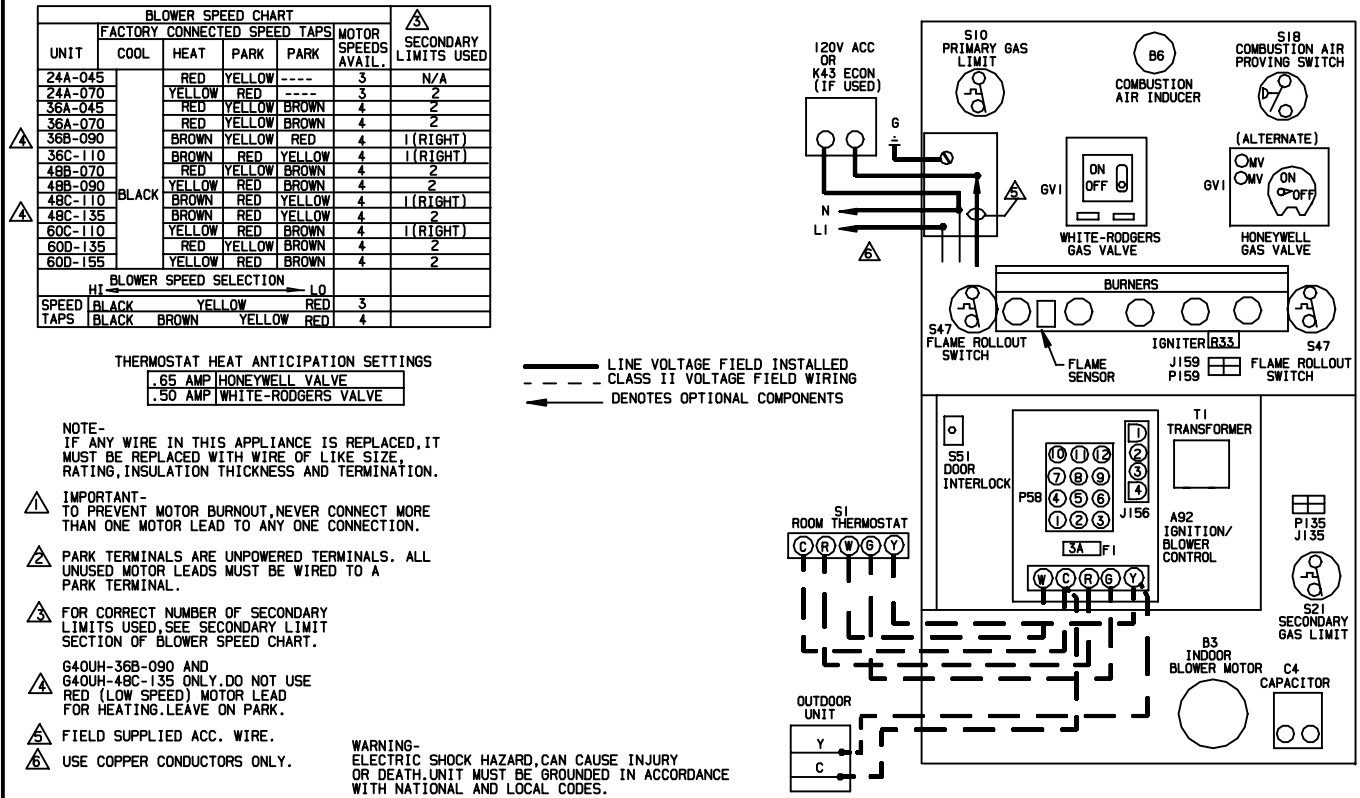 BLOWER SPEED CHART
3
FACTORY CONNECTED SPEED TAPS
MOTOR SPEEDS AVAIL.
SECONDARY LIMITS USED
UNIT COOL HEAT PARK PARK
24A-045 RED YELLOW ---- 3 N/A
24A-070 YELLOW RED ---- 3 2
36A-045 RED YELLOW BROWN 4 2
36A-070 RED YELLOW BROWN 4 2
4 36B-090 BROWN YELLOW RED 4 1(RIGHT)
36C-110 BROWN RED YELLOW 4 1(RIGHT)
48B-070 RED YELLOW BROWN 4 2
48B-090 YELLOW RED BROWN 4 2
BLACK
48C-110 BROWN RED YELLOW 4 1(RIGHT)
4 48C-135 BROWN RED YELLOW 4 2
60C-110 YELLOW RED BROWN 4 1(RIGHT)
60D-135 RED YELLOW BROWN 4 2
60D-155 YELLOW RED BROWN 4 2
BLOWER SPEED SELECTION
HI LO
SPEED TAPS
BLACK YELLOW RED 3
BLACK BROWN YELLOW RED 4
THERMOSTAT HEAT ANTICIPATION SETTINGS
.65 AMP HONEYWELL VALVE
.50 AMP WHITE-RODGERS VALVE
LINE VOLTAGE FIELD INSTALLED
CLASS II VOLTAGE FIELD WIRING
DENOTES OPTIONAL COMPONENTS
NOTE-
IF ANY WIRE IN THIS APPLIANCE IS REPLACED,IT
MUST BE REPLACED WITH WIRE OF LIKE SIZE,
RATING,INSULATION THICKNESS AND TERMINATION.
1 IMPORTANT-
TO PREVENT MOTOR BURNOUT,NEVER CONNECT MORE
THAN ONE MOTOR LEAD TO ANY ONE CONNECTION.
2 PARK TERMINALS ARE UNPOWERED TERMINALS. ALL
UNUSED MOTOR LEADS MUST BE WIRED TO A
PARK TERMINAL.
3 FOR CORRECT NUMBER OF SECONDARY
LIMITS USED,SEE SECONDARY LIMIT
SECTION OF BLOWER SPEED CHART.
4 G40UH-36B-090 AND
G40UH-48C-135 ONLY.DO NOT USE
RED (LOW SPEED) MOTOR LEAD
FOR HEATING.LEAVE ON PARK.
5 FIELD SUPPLIED ACC. WIRE.
6 USE COPPER CONDUCTORS ONLY.
WARNING-
ELECTRIC SHOCK HAZARD,CAN CAUSE INJURY
OR DEATH.UNIT MUST BE GROUNDED IN ACCORDANCE
WITH NATIONAL AND LOCAL CODES.
120V ACC
OR
K43 ECON
(IF USED)
G
N
L1
5
6
S10
PRIMARY GAS
LIMIT
B6
COMBUSTION
AIR INDUCER
S18
COMBUSTION AIR
PROVING SWITCH
GV1
ON
OFF
WHITE-RODGERS
GAS VALVE
(ALTERNATE)
MV
MV
GV1
ON
OFF
HONEYWELL
GAS VALVE
BURNERS
S47
FLAME ROLLOUT
SWITCH
FLAME
SENSOR
IGNITER R33
J159
P159
S47
FLAME ROLLOUT
SWITCH
S51
DOOR
INTERLOCK
P58
10 11 12
7 8 9
4 5 6
1 2 3
1
2
3
4
J156
T1
TRANSFORMER
3A F1
A92
IGNITION/
BLOWER
CONTROL
W C R G Y
P135
J135
S21
SECONDARY
GAS LIMIT
S1
ROOM THERMOSTAT
C R W G Y
OUTDOOR
UNIT
Y
C
B3
INDOOR
BLOWER MOTOR
C4
CAPACITOR